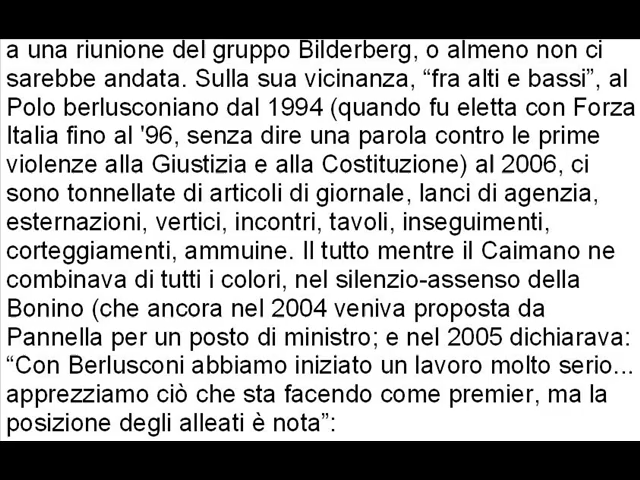 a una riunione del gruppo Bilderberg, o almeno non ci
sarebbe andata. Sulla sua vicinanza, “fra alti e bassi”, al
Polo berlusconiano dal 1994 (quando fu eletta con Forza
Italia fino al '96, senza dire una parola contro le prime
violenze alla Giustizia e alla Costituzione) al 2006, ci
sono tonnellate di articoli di giornale, lanci di agenzia,
esternazioni, vertici, incontri, tavoli, inseguimenti,
corteggiamenti, ammuine. Il tutto mentre il Caimano ne
combinava di tutti i colori, nel silenzio-assenso della
Bonino (che ancora nel 2004 veniva proposta da
Pannella per un posto di ministro; e nel 2005 dichiarava:
“Con Berlusconi abbiamo iniziato un lavoro molto serio...
apprezziamo ciò che sta facendo come premier, ma la
posizione degli alleati è nota”: